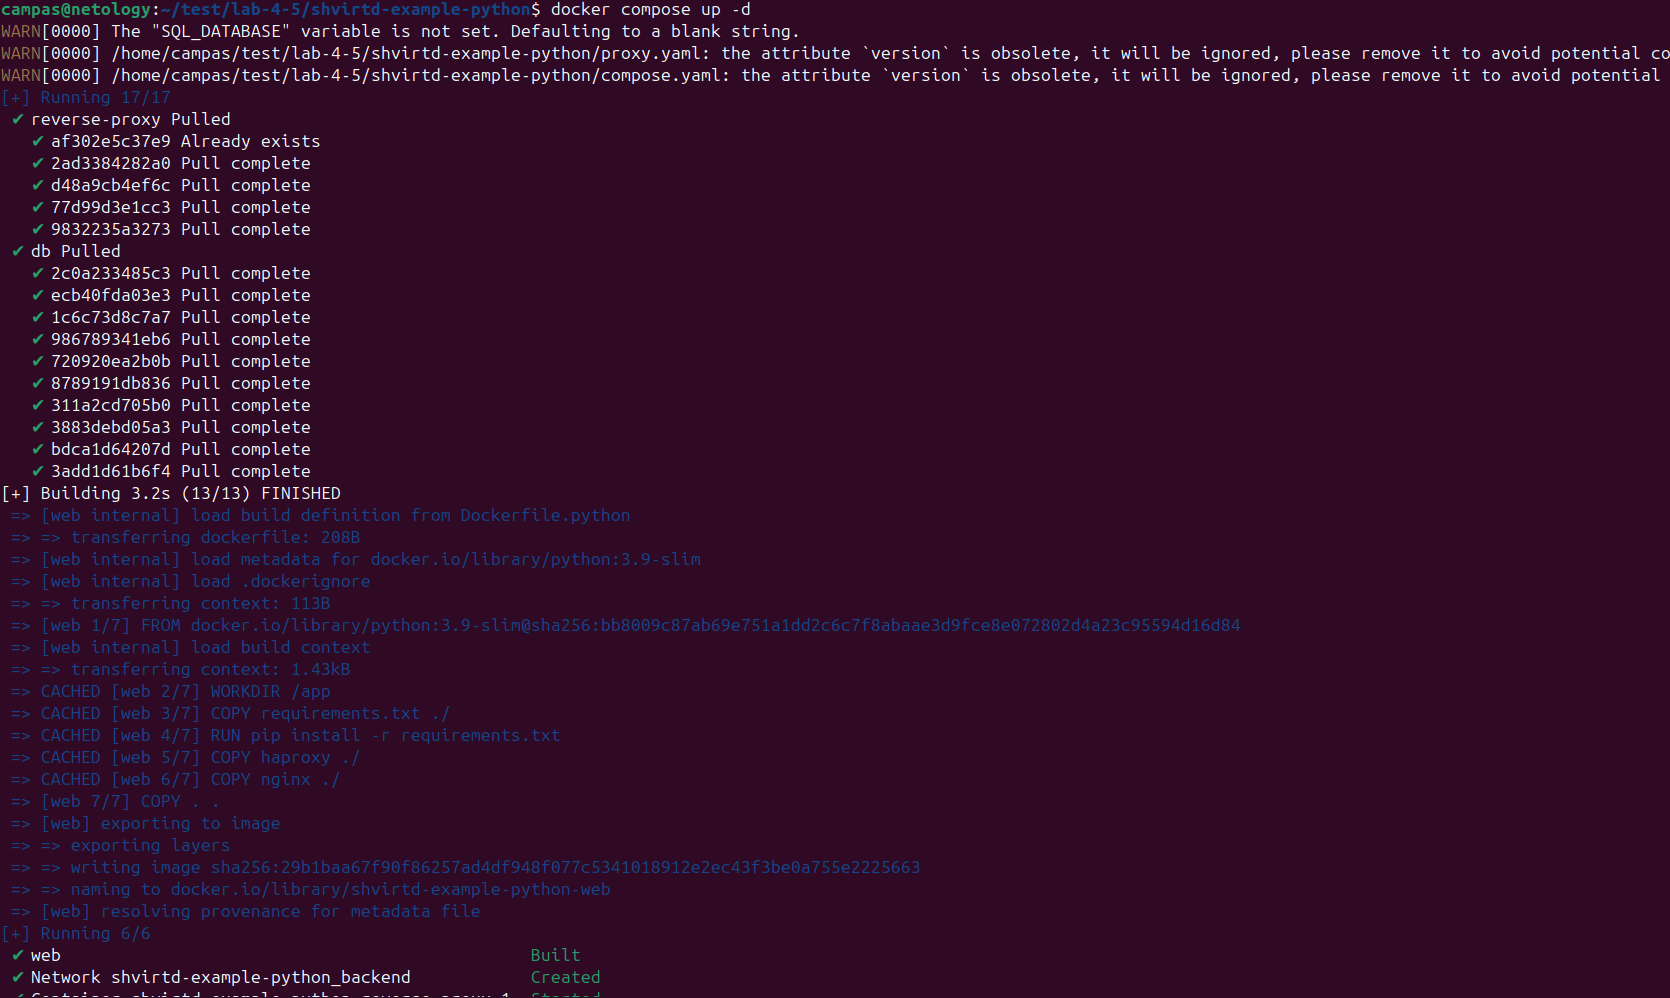 campas@netology:~/test/lab-4-5/shvirtd-example-python$ docker compose up -d
WARN[0000] The "SQL_DATABASE" variable is not set. Defaulting to a blank string.
WARN[0000] /home/campas/test/lab-4-5/shvirtd-example-python/proxy.yaml: the attribute `version` is obsolete, it will be ignored, please remove it to avoid potential co
WARN[0000] /home/campas/test/lab-4-5/shvirtd-example-python/compose.yaml: the attribute `version` is obsolete, it will be ignored, please remove it to avoid potential
[+] Running 17/17
✔ reverse-proxy Pulled
✔ af302e5c37e9 Already exists
✔ 2ad3384282a0 Pull complete
✔ d48a9cb4ef6c Pull complete
✔ 77d99d3e1cc3 Pull complete
✔ 9832235a3273 Pull complete
✔ db Pulled
✔ 2c0a233485c3 Pull complete
✔ ecb40fda03e3 Pull complete
✔ 1c6c73d8c7a7 Pull complete
✔ 986789341eb6 Pull complete
✔ 720920ea2b0b Pull complete
✔ 8789191db836 Pull complete
✔ 311a2cd705b0 Pull complete
✔ 3883debd05a3 Pull complete
✔ bdca1d64207d Pull complete
✔ 3add1d61b6f4 Pull complete
[+] Building 3.2s (13/13) FINISHED
=> [web internal] load build definition from Dockerfile.python
=> => transferring dockerfile: 208B
=> [web internal] load metadata for docker.io/library/python:3.9-slim
=> [web internal] load .dockerignore
=> => transferring context: 113B
=> [web 1/7] FROM docker.io/library/python:3.9-slim@sha256:bb8009c87ab69e751a1dd2c6c7f8abaae3d9fce8e072802d4a23c95594d16d84
=> [web internal] load build context
=> => transferring context: 1.43kB
=> CACHED [web 2/7] WORKDIR /app
=> CACHED [web 3/7] COPY requirements.txt ./
=> CACHED [web 4/7] RUN pip install -r requirements.txt
=> CACHED [web 5/7] COPY haproxy ./
=> CACHED [web 6/7] COPY nginx ./
=> [web 7/7] COPY . .
=> [web] exporting to image
=> => exporting layers
=> => writing image sha256:29b1baa67f90f86257ad4df948f077c5341018912e2ec43f3be0a755e2225663
=> => naming to docker.io/library/shvirtd-example-python-web
=> [web] resolving provenance for metadata file
[+] Running 6/6
✔ web Built
✔ Network shvirtd-example-python_backend Created
✔ Container shvirtd-example-python-reverse-proxy-1 Started